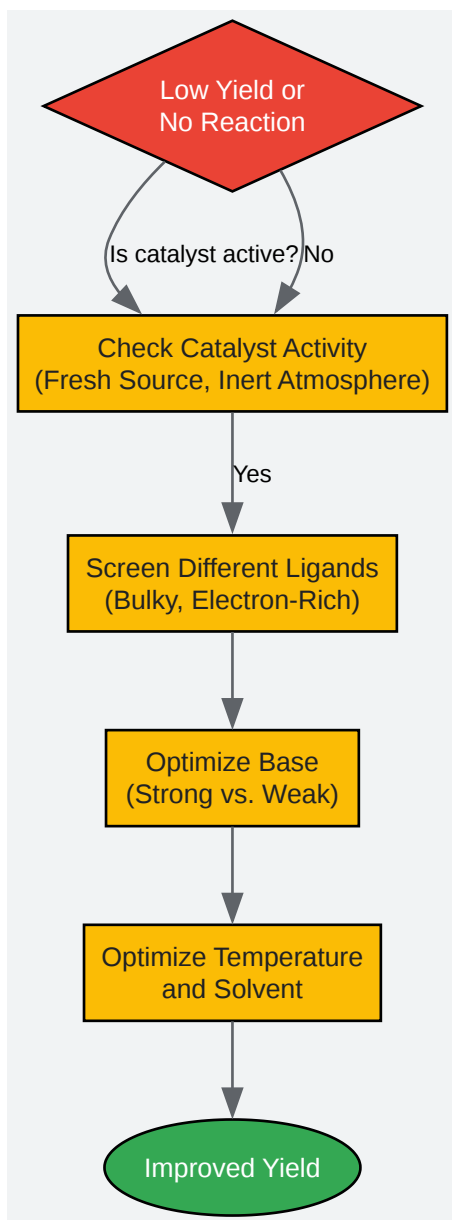 Low Yield or
No Reaction
Is catalyst active?
No
Check Catalyst Activity
(Fresh Source, Inert Atmosphere)
Yes
Screen Different Ligands
(Bulky, Electron-Rich)
Optimize Base
(Strong vs. Weak)
Optimize Temperature
and Solvent
Improved Yield